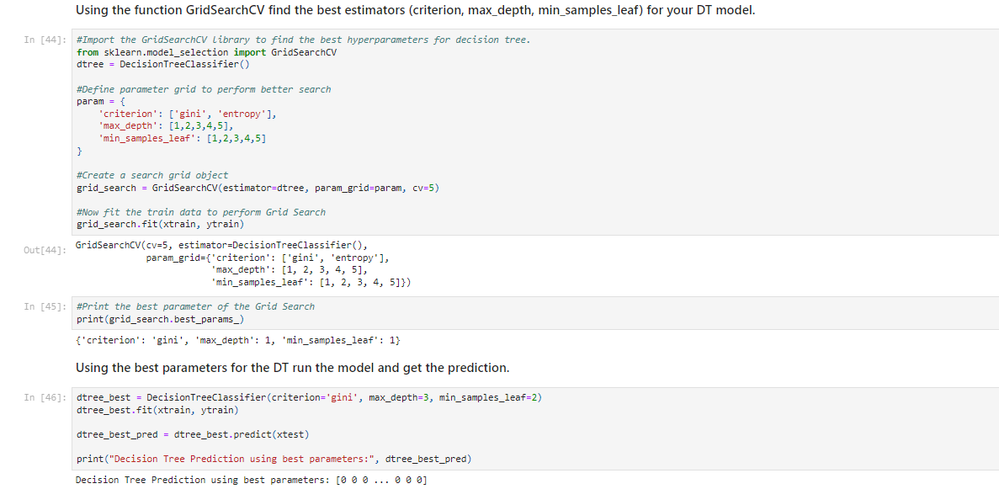 Using the function GridSearchCV find the best estimators (criterion, max_depth, min_samples_leaf) for your DT model.
In [44]: #Import the GridSearchCV library to find the best hyperparameters for decision tree.
from sklearn.model_selection import GridSearchCV
dtree = DecisionTreeClassifier()

#Define parameter grid to perform better search
param = {
    'criterion': ['gini', 'entropy'],
    'max_depth': [1,2,3,4,5],
    'min_samples_leaf': [1,2,3,4,5]
}

#Create a search grid object
grid_search = GridSearchCV(estimator=dtree, param_grid=param, cv=5)

#Now fit the train data to perform Grid Search
grid_search.fit(xtrain, ytrain)
Out[44]: GridSearchCV(cv=5, estimator=DecisionTreeClassifier(),
             param_grid={'criterion': ['gini', 'entropy'],
                         'max_depth': [1, 2, 3, 4, 5],
                         'min_samples_leaf': [1, 2, 3, 4, 5]})
In [45]: #Print the best parameter of the Grid Search
print(grid_search.best_params_)
{'criterion': 'gini', 'max_depth': 1, 'min_samples_leaf': 1}
Using the best parameters for the DT run the model and get the prediction.
In [46]: dtree_best = DecisionTreeClassifier(criterion='gini', max_depth=3, min_samples_leaf=2)
dtree_best.fit(xtrain, ytrain)

dtree_best_pred = dtree_best.predict(xtest)

print("Decision Tree Prediction using best parameters:", dtree_best_pred)
Decision Tree Prediction using best parameters: [0 0 0 ... 0 0 0]